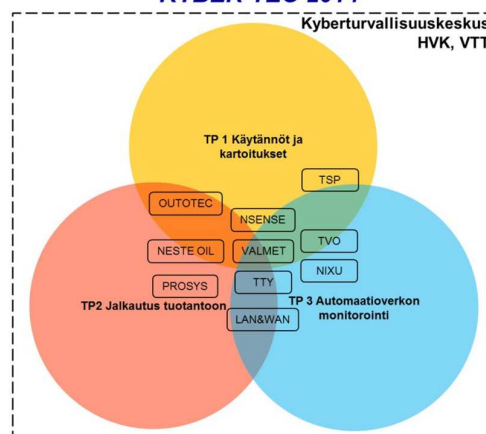 Kyberturvallisuuskeskus
HVK, VTT
TP 1 Käytännöt ja
kartoitukset
TSP
OUTOTEC
NSENSE
TVO
NESTE OIL
VALMET
NIXU
PROSYS
TTY
TP2 Jalkautus tuotantoon
TP 3 Automaatioverkon
monitorointi
LAN&WAN